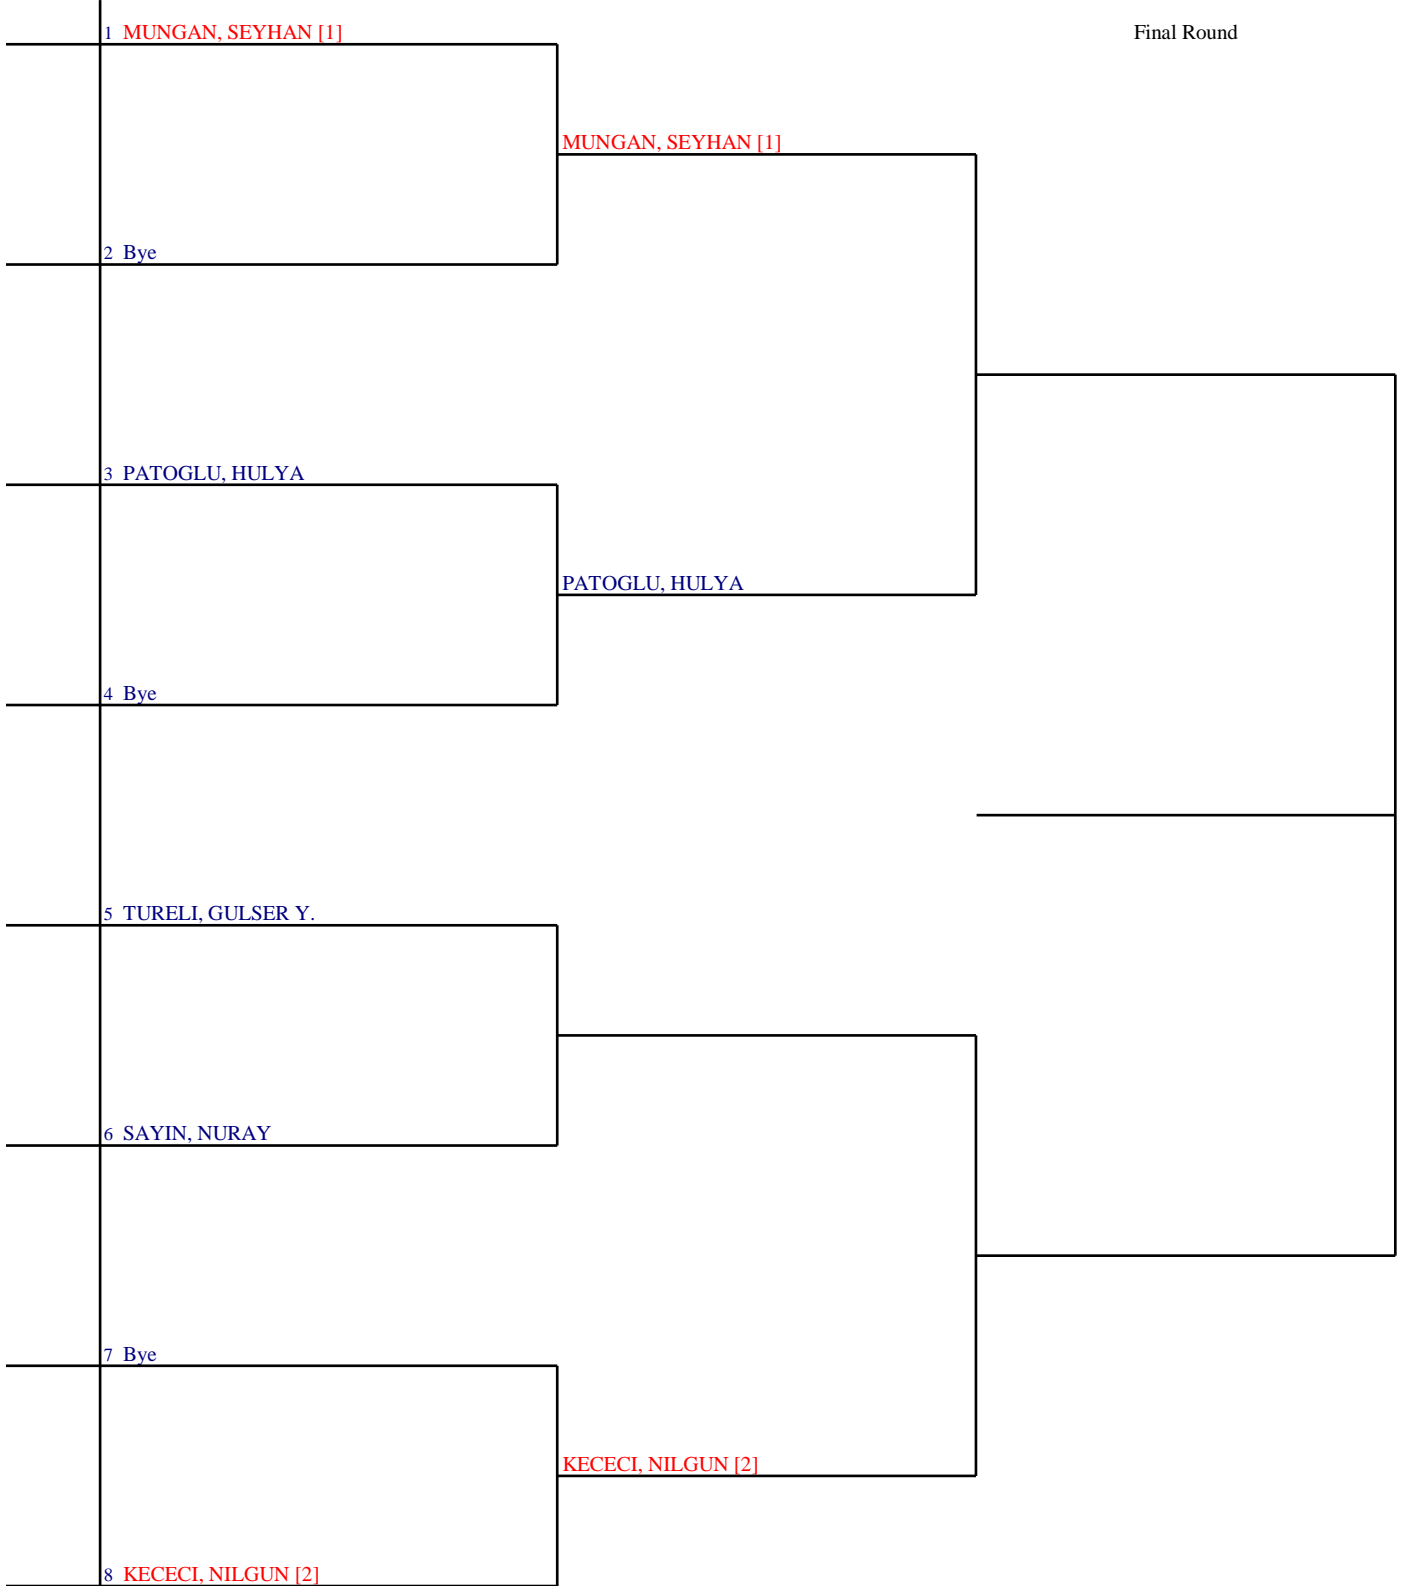 1 MUNGAN, SEYHAN [1]
Final Round
MUNGAN, SEYHAN [1]
2 Bye
3 PATOGLU, HULYA
PATOGLU, HULYA
4 Bye
5 TURELI, GULSER Y.
6 SAYIN, NURAY
7 Bye
KECECI, NILGUN [2]
8 KECECI, NILGUN [2]